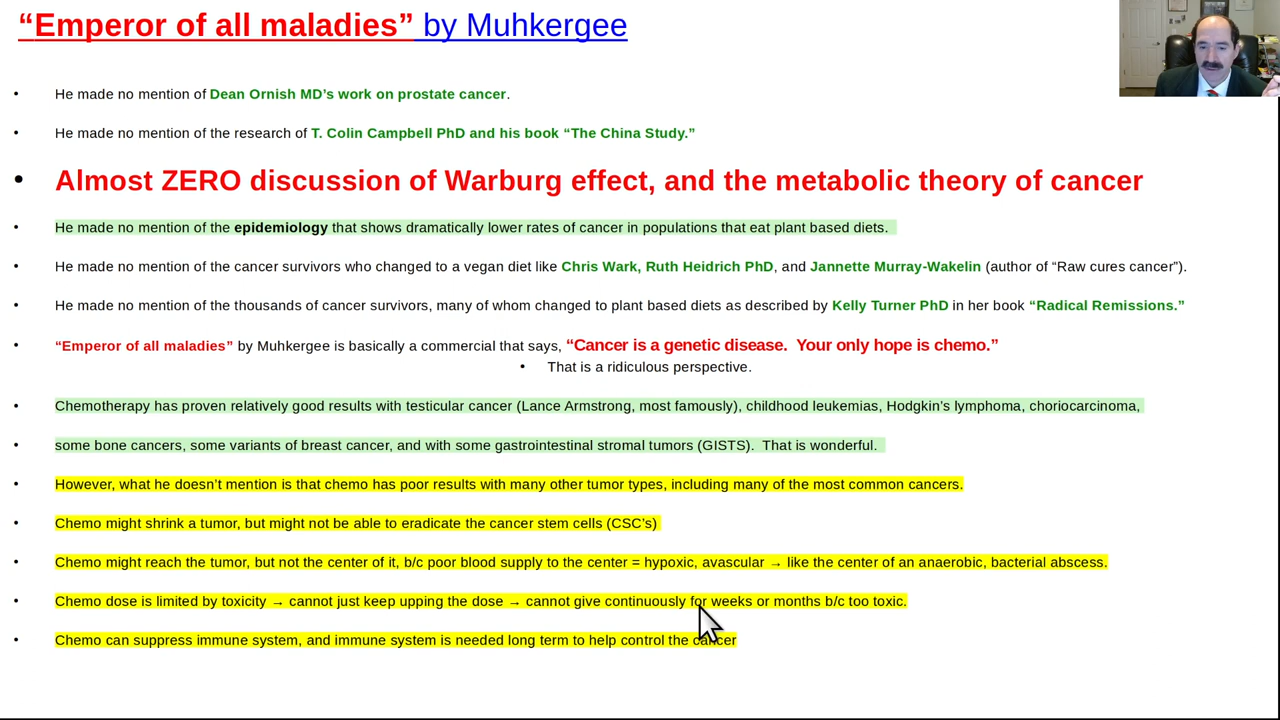 “Emperor of all maladies” by Muhkergee
• He made no mention of Dean Ornish MD’s work on prostate cancer.
• He made no mention of the research of T. Colin Campbell PhD and his book “The China Study.”
• Almost ZERO discussion of Warburg effect, and the metabolic theory of cancer
• He made no mention of the epidemiology that shows dramatically lower rates of cancer in populations that eat plant based diets.
• He made no mention of the cancer survivors who changed to a vegan diet like Chris Wark, Ruth Heidrich PhD, and Jannette Murray-Wakelin (author of “Raw cures cancer”).
• He made no mention of the thousands of cancer survivors, many of whom changed to plant based diets as described by Kelly Turner PhD in her book “Radical Remissions.”
• “Emperor of all maladies” by Muhkergee is basically a commercial that says, “Cancer is a genetic disease.  Your only hope is chemo.”
• That is a ridiculous perspective.
• Chemotherapy has proven relatively good results with testicular cancer (Lance Armstrong, most famously), childhood leukemias, Hodgkin’s lymphoma, choriocarcinoma,
• some bone cancers, some variants of breast cancer, and with some gastrointestinal stromal tumors (GISTS).  That is wonderful.
• However, what he doesn’t mention is that chemo has poor results with many other tumor types, including many of the most common cancers.
• Chemo might shrink a tumor, but might not be able to eradicate the cancer stem cells (CSC’s)
• Chemo might reach the tumor, but not the center of it, b/c poor blood supply to the center = hypoxic, avascular → like the center of an anaerobic, bacterial abscess.
• Chemo dose is limited by toxicity → cannot just keep upping the dose → cannot give continuously for weeks or months b/c too toxic.
• Chemo can suppress immune system, and immune system is needed long term to help control the cancer